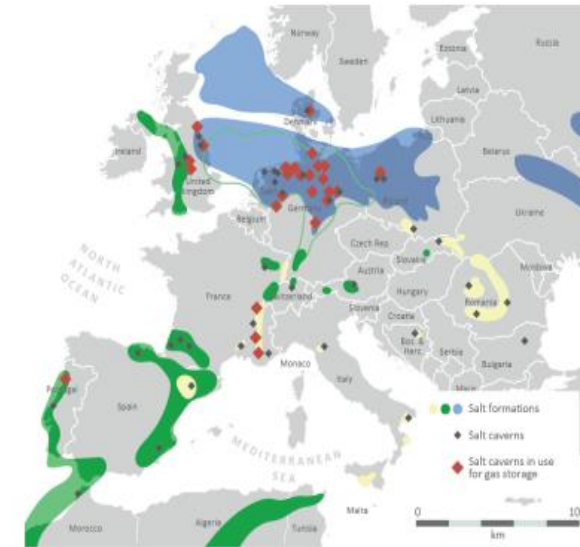 Norway
Sweden
Estonia
Russia
Latvia
Denmark
Lithuania
Ireland
United
Kingdom
Belarus
Germany
Poland
Belgium
Ukraine
Czech Rep.
Slovakia
NORTH
ATLANTIC
OCEAN
France
Austria
Switzerland
Hungary
Moldova
Slovenia
Romania
Croatia
Bos. &
Herz.
Serbia
Monaco
Italy
Bulgaria
Portugal
Spain
MEDITERRANEAN
SEA
Malta
Morocco
Algeria
Tunisia
Salt formations
Salt caverns
Salt caverns in use
for gas storage
0
10
km